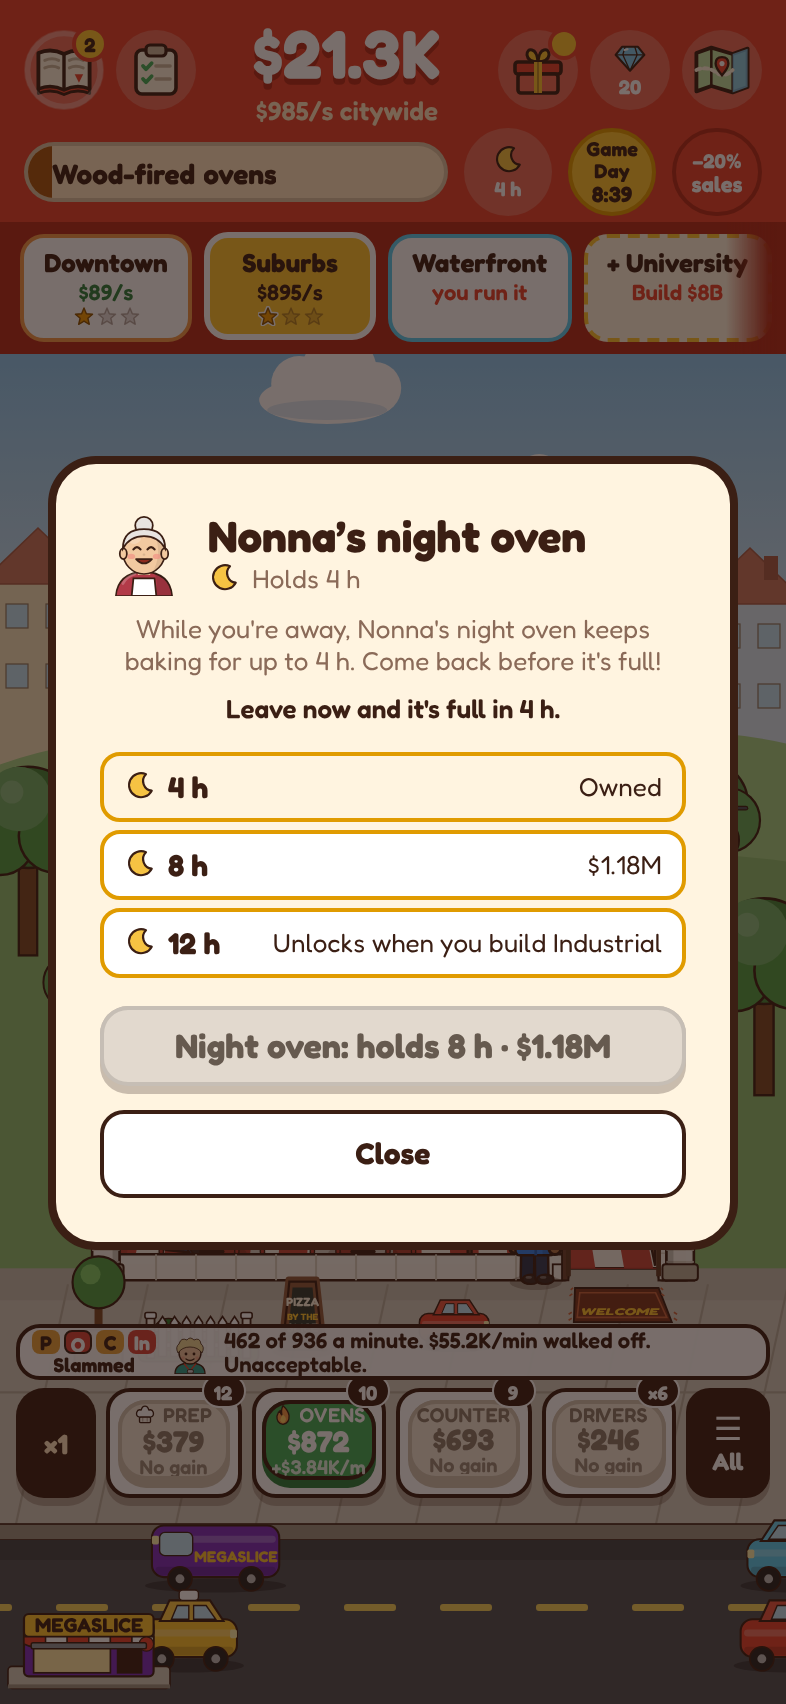 2
$21.3K
$985/s citywide
20
Wood-fired ovens
4 h
Game
Day
8:39
-20%
sales
Downtown
$89/s
Suburbs
$895/s
Waterfront
you run it
+ University
Build $8B
Nonna's night oven
Holds 4 h
While you're away, Nonna's night oven keeps
baking for up to 4 h. Come back before it's full!
Leave now and it's full in 4 h.
4 h
Owned
8 h
$1.18M
12 h
Unlocks when you build Industrial
Night oven: holds 8 h · $1.18M
Close
PIZZA
BY THE
WELCOME
P O C In
Slammed
462 of 936 a minute. $55.2K/min walked off.
Unacceptable.
x1
12
PREP
$379
No gain
10
OVENS
$872
+$3.84K/m
9
COUNTER
$693
No gain
x6
DRIVERS
$246
No gain
All
MEGASLICE
MEGASLICE